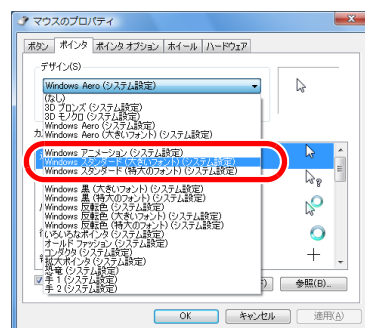 マウスのプロパティ
ボタン ポインタ ポインタ オプション ホイール ハードウェア
デザイン(S)
Windows Aero (システム設定)
(なし)
3D ブロンズ (システム設定)
3D モノクロ (システム設定)
Windows Aero (システム設定)
Windows Aero (大きいフォント) (システム設定)
Windows アニメーション (システム設定)
Windows スタンダード (大きいフォント) (システム設定)
Windows スタンダード (特大のフォント) (システム設定)
Windows 黒 (大きいフォント) (システム設定)
Windows 黒 (特大のフォント) (システム設定)
Windows 反転色 (システム設定)
Windows 反転色 (大きいフォント) (システム設定)
Windows 反転色 (特大のフォント) (システム設定)
いろいろなポインタ (システム設定)
オールド ファッション (システム設定)
コンダクタ (システム設定)
拡大ポインタ (システム設定)
恐竜 (システム設定)
手 1 (システム設定)
手 2 (システム設定)
参照(B)...
OK キャンセル 適用(A)